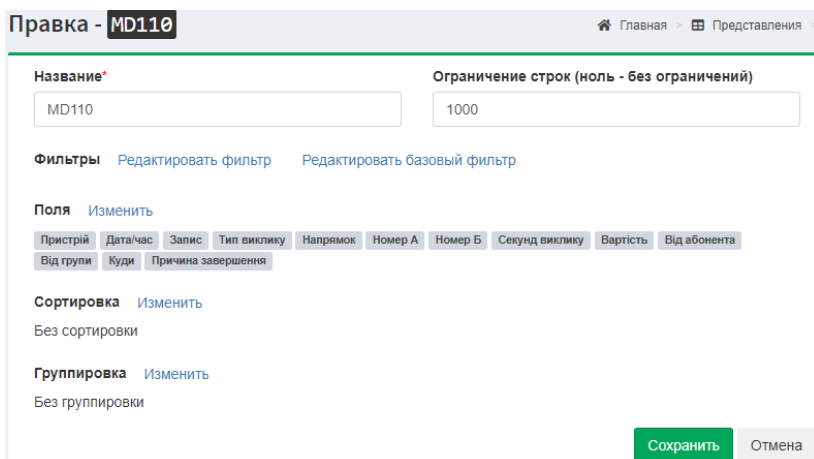 Правка - MD110
Главная > Представления >
Название*
Ограничение строк (ноль - без ограничений)
MD110
1000
Фильтры Редактировать фильтр Редактировать базовый фильтр
Поля Изменить
Пристрій Дата/час Запис Тип виклику Напрямок Номер А Номер Б Секунд виклику Вартість Від абонента
Від групи Куди Причина завершення
Сортировка Изменить
Без сортировки
Группировка Изменить
Без группировки
Сохранить Отмена